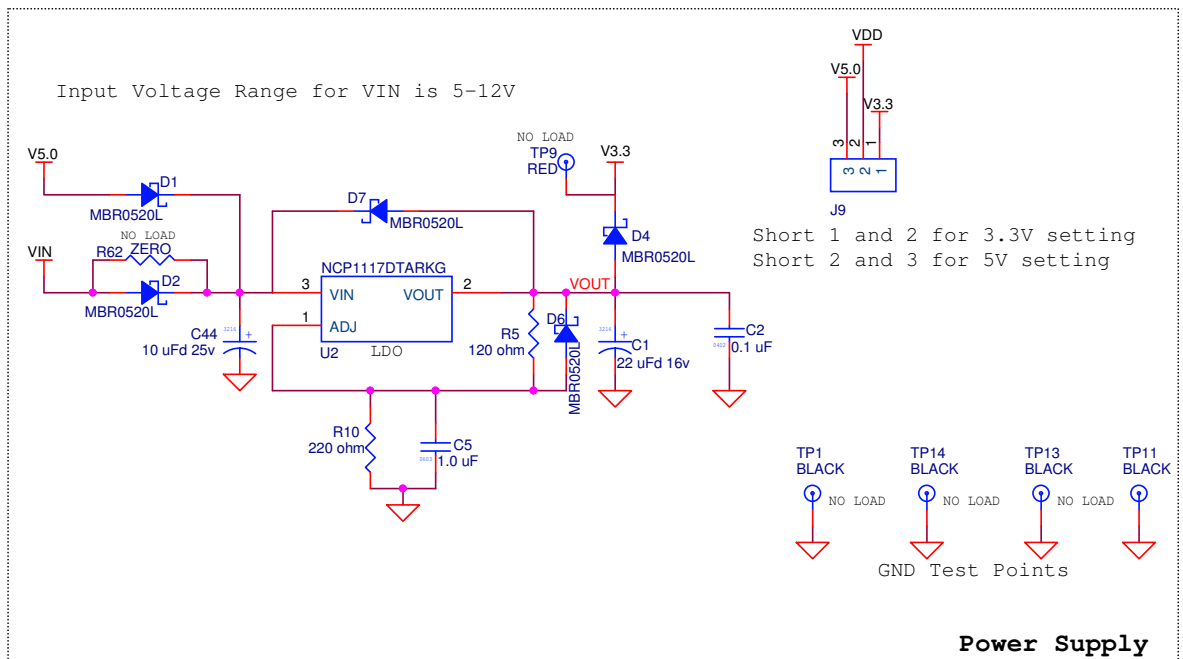 Input Voltage Range for VIN is 5-12V
VDD
V5.0
V3.3
3
2
1
3
2
1
J9
Short 1 and 2 for 3.3V setting
Short 2 and 3 for 5V setting
NO LOAD
TP9
RED
V3.3
V5.0
D1
MBR0520L
D7
MBR0520L
D4
MBR0520L
NO LOAD
R62
ZERO
VIN
D2
MBR0520L
NCP1117DTARKG
3
VIN
VOUT
2
1
ADJ
U2
LDO
VOUT
3216
+
C44
10 uFd 25v
R5
120 ohm
D6
MBR0520L
3216
+
C1
22 uFd 16v
C2
0402
0.1 uF
R10
220 ohm
C5
0603
1.0 uF
TP1
BLACK
NO LOAD
TP14
BLACK
NO LOAD
TP13
BLACK
NO LOAD
TP11
BLACK
GND Test Points
Power Supply